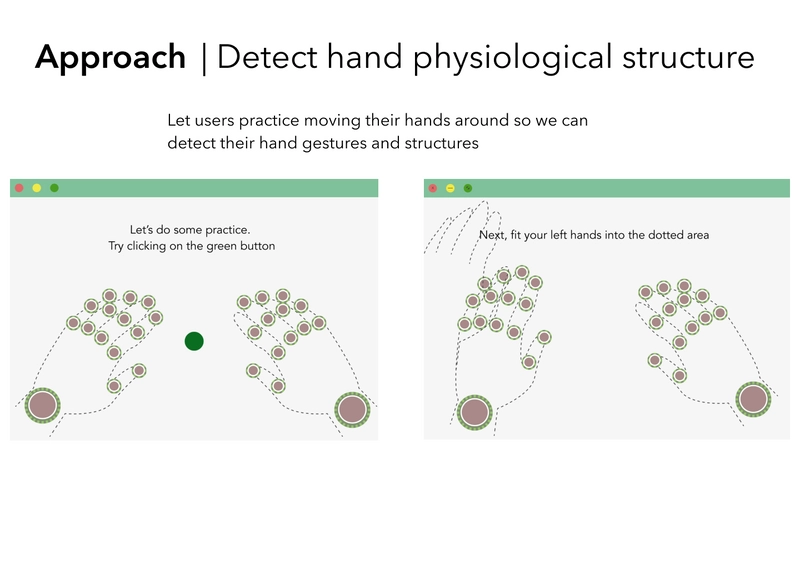 Approach | Detect hand physiological structure
Let users practice moving their hands around so we can
detect their hand gestures and structures
Let's do some practice.
Try clicking on the green button
Next, fit your left hands into the dotted area